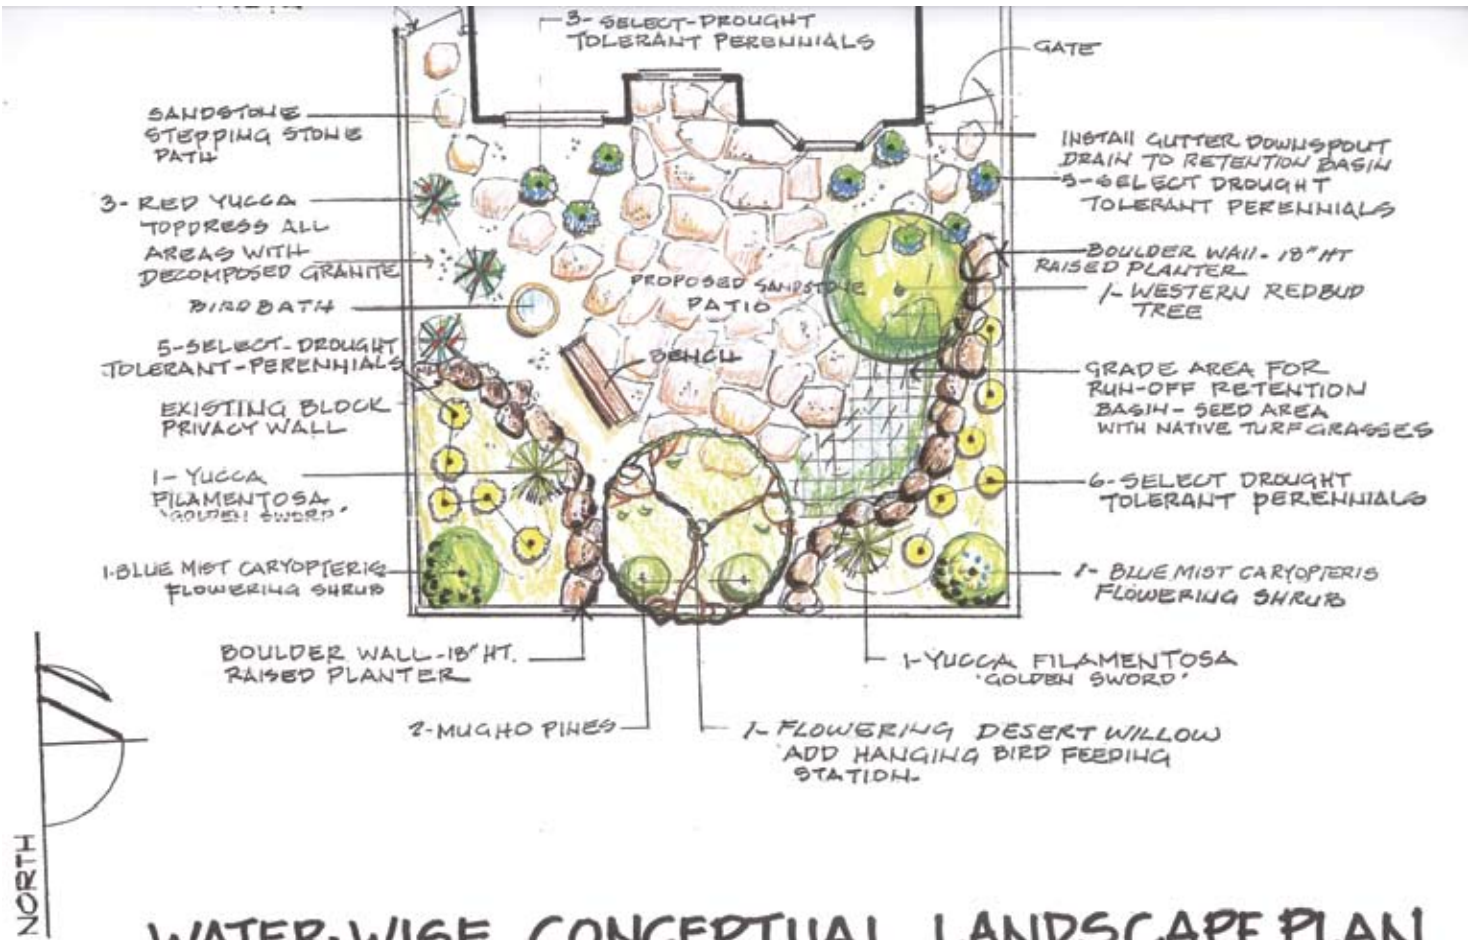 3- SELECT-DROUGHT
TOLERANT PERENNIALS
GATE
SANDSTONE
STEPPING STONE
PATH
INSTALL GUTTER DOWNSPOUT
DRAIN TO RETENTION BASIN
5-SELECT DROUGHT
TOLERANT PERENNIALS
3- RED YUCCA
TOPDRESS ALL
AREAS WITH
DECOMPOSED GRANITE
BOULDER WALL- 18" HT
RAISED PLANTER
1- WESTERN REDBUD
TREE
PROPOSED SANDSTONE
PATIO
BIRD BATH
BENCH
5-SELECT-DROUGHT
TOLERANT-PERENNIALS
GRADE AREA FOR
RUN-OFF RETENTION
BASIN- SEED AREA
WITH NATIVE TURFGRASSES
EXISTING BLOCK
PRIVACY WALL
1- YUCCA
FILAMENTOSA
'GOLDEN SWORD'
6-SELECT DROUGHT
TOLERANT PERENNIALS
1-BLUE MIST CARYOPTERIS
FLOWERING SHRUB
1- BLUE MIST CARYOPTERIS
FLOWERING SHRUB
BOULDER WALL-18" HT.
RAISED PLANTER
1-YUCCA FILAMENTOSA
'GOLDEN SWORD'
2-MUGHO PINES
1- FLOWERING DESERT WILLOW
ADD HANGING BIRD FEEDING
STATION.
NORTH
WATER-WISE CONCEPTUAL LANDSCAPE PLAN